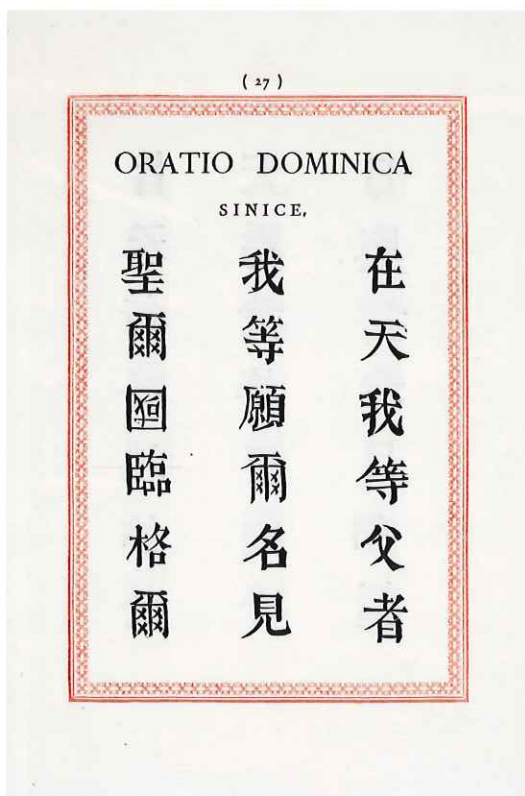 ( 27 )
ORATIO DOMINICA
SINICE,
在天我等父者
我等願爾名見
聖爾國臨格爾